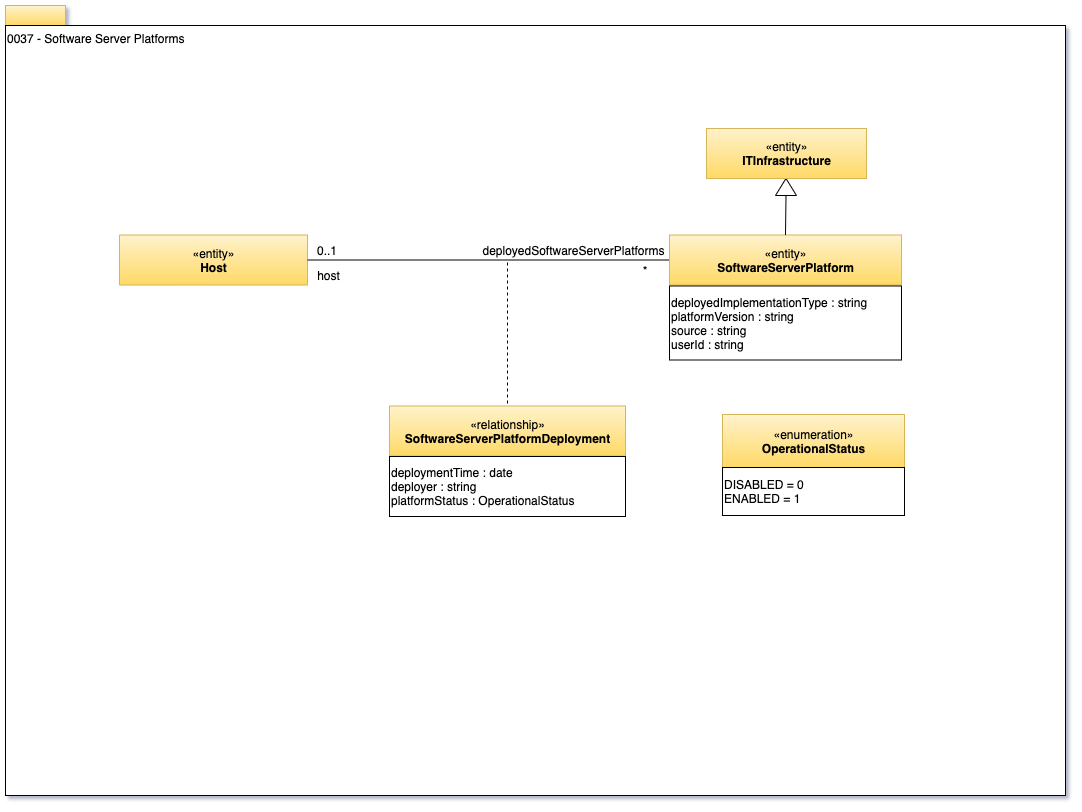 0037 - Software Server Platforms
«entity»
ITInfrastructure
«entity»
Host
0..1
host
deployedSoftwareServerPlatforms
*
«entity»
SoftwareServerPlatform
deployedImplementationType : string
platformVersion : string
source : string
userId : string
«relationship»
SoftwareServerPlatformDeployment
deploymentTime : date
deployer : string
platformStatus : OperationalStatus
«enumeration»
OperationalStatus
DISABLED = 0
ENABLED = 1